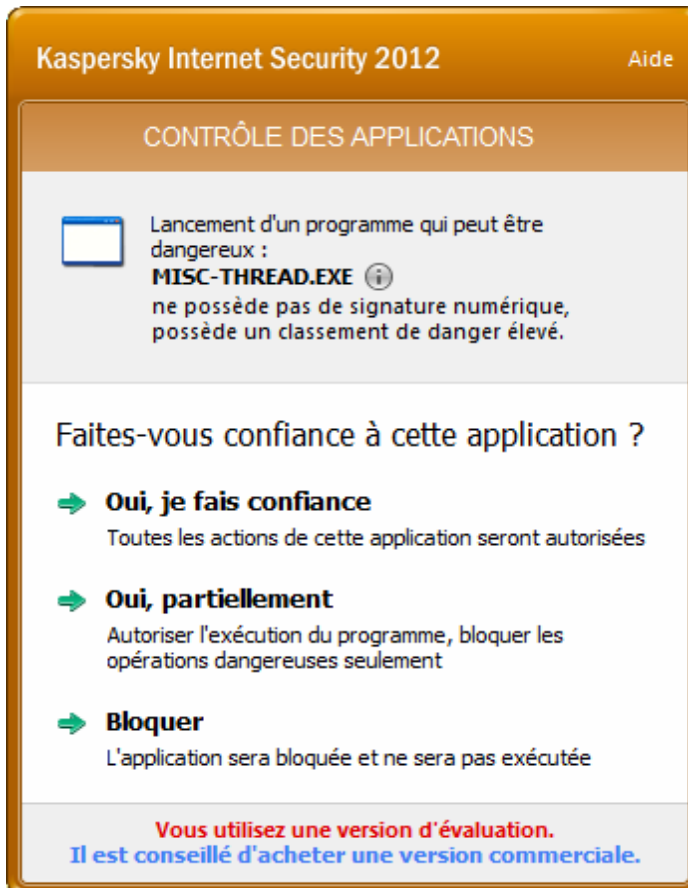 Kaspersky Internet Security 2012
Aide
CONTRÔLE DES APPLICATIONS
Lancement d'un programme qui peut être
dangereux :
MISC-THREAD.EXE
ne possède pas de signature numérique,
possède un classement de danger élevé.
Faites-vous confiance à cette application ?
Oui, je fais confiance
Toutes les actions de cette application seront autorisées
Oui, partiellement
Autoriser l'exécution du programme, bloquer les
opérations dangereuses seulement
Bloquer
L'application sera bloquée et ne sera pas exécutée
Vous utilisez une version d'évaluation.
Il est conseillé d'acheter une version commerciale.